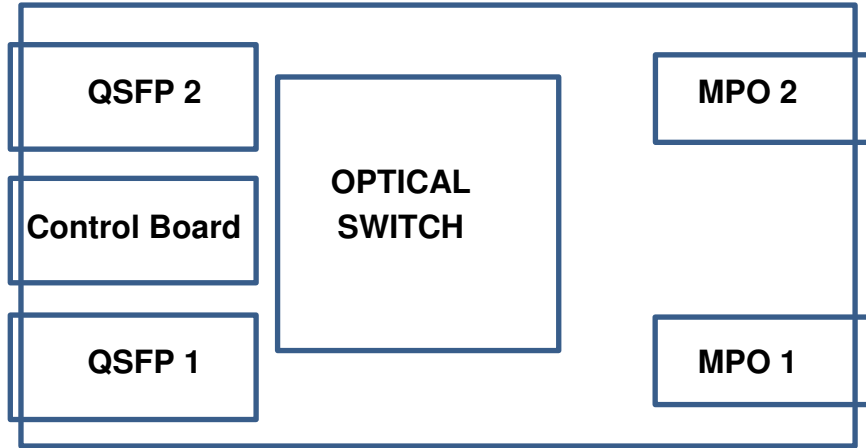 QSFP 2
MPO 2
OPTICAL
SWITCH
Control Board
QSFP 1
MPO 1